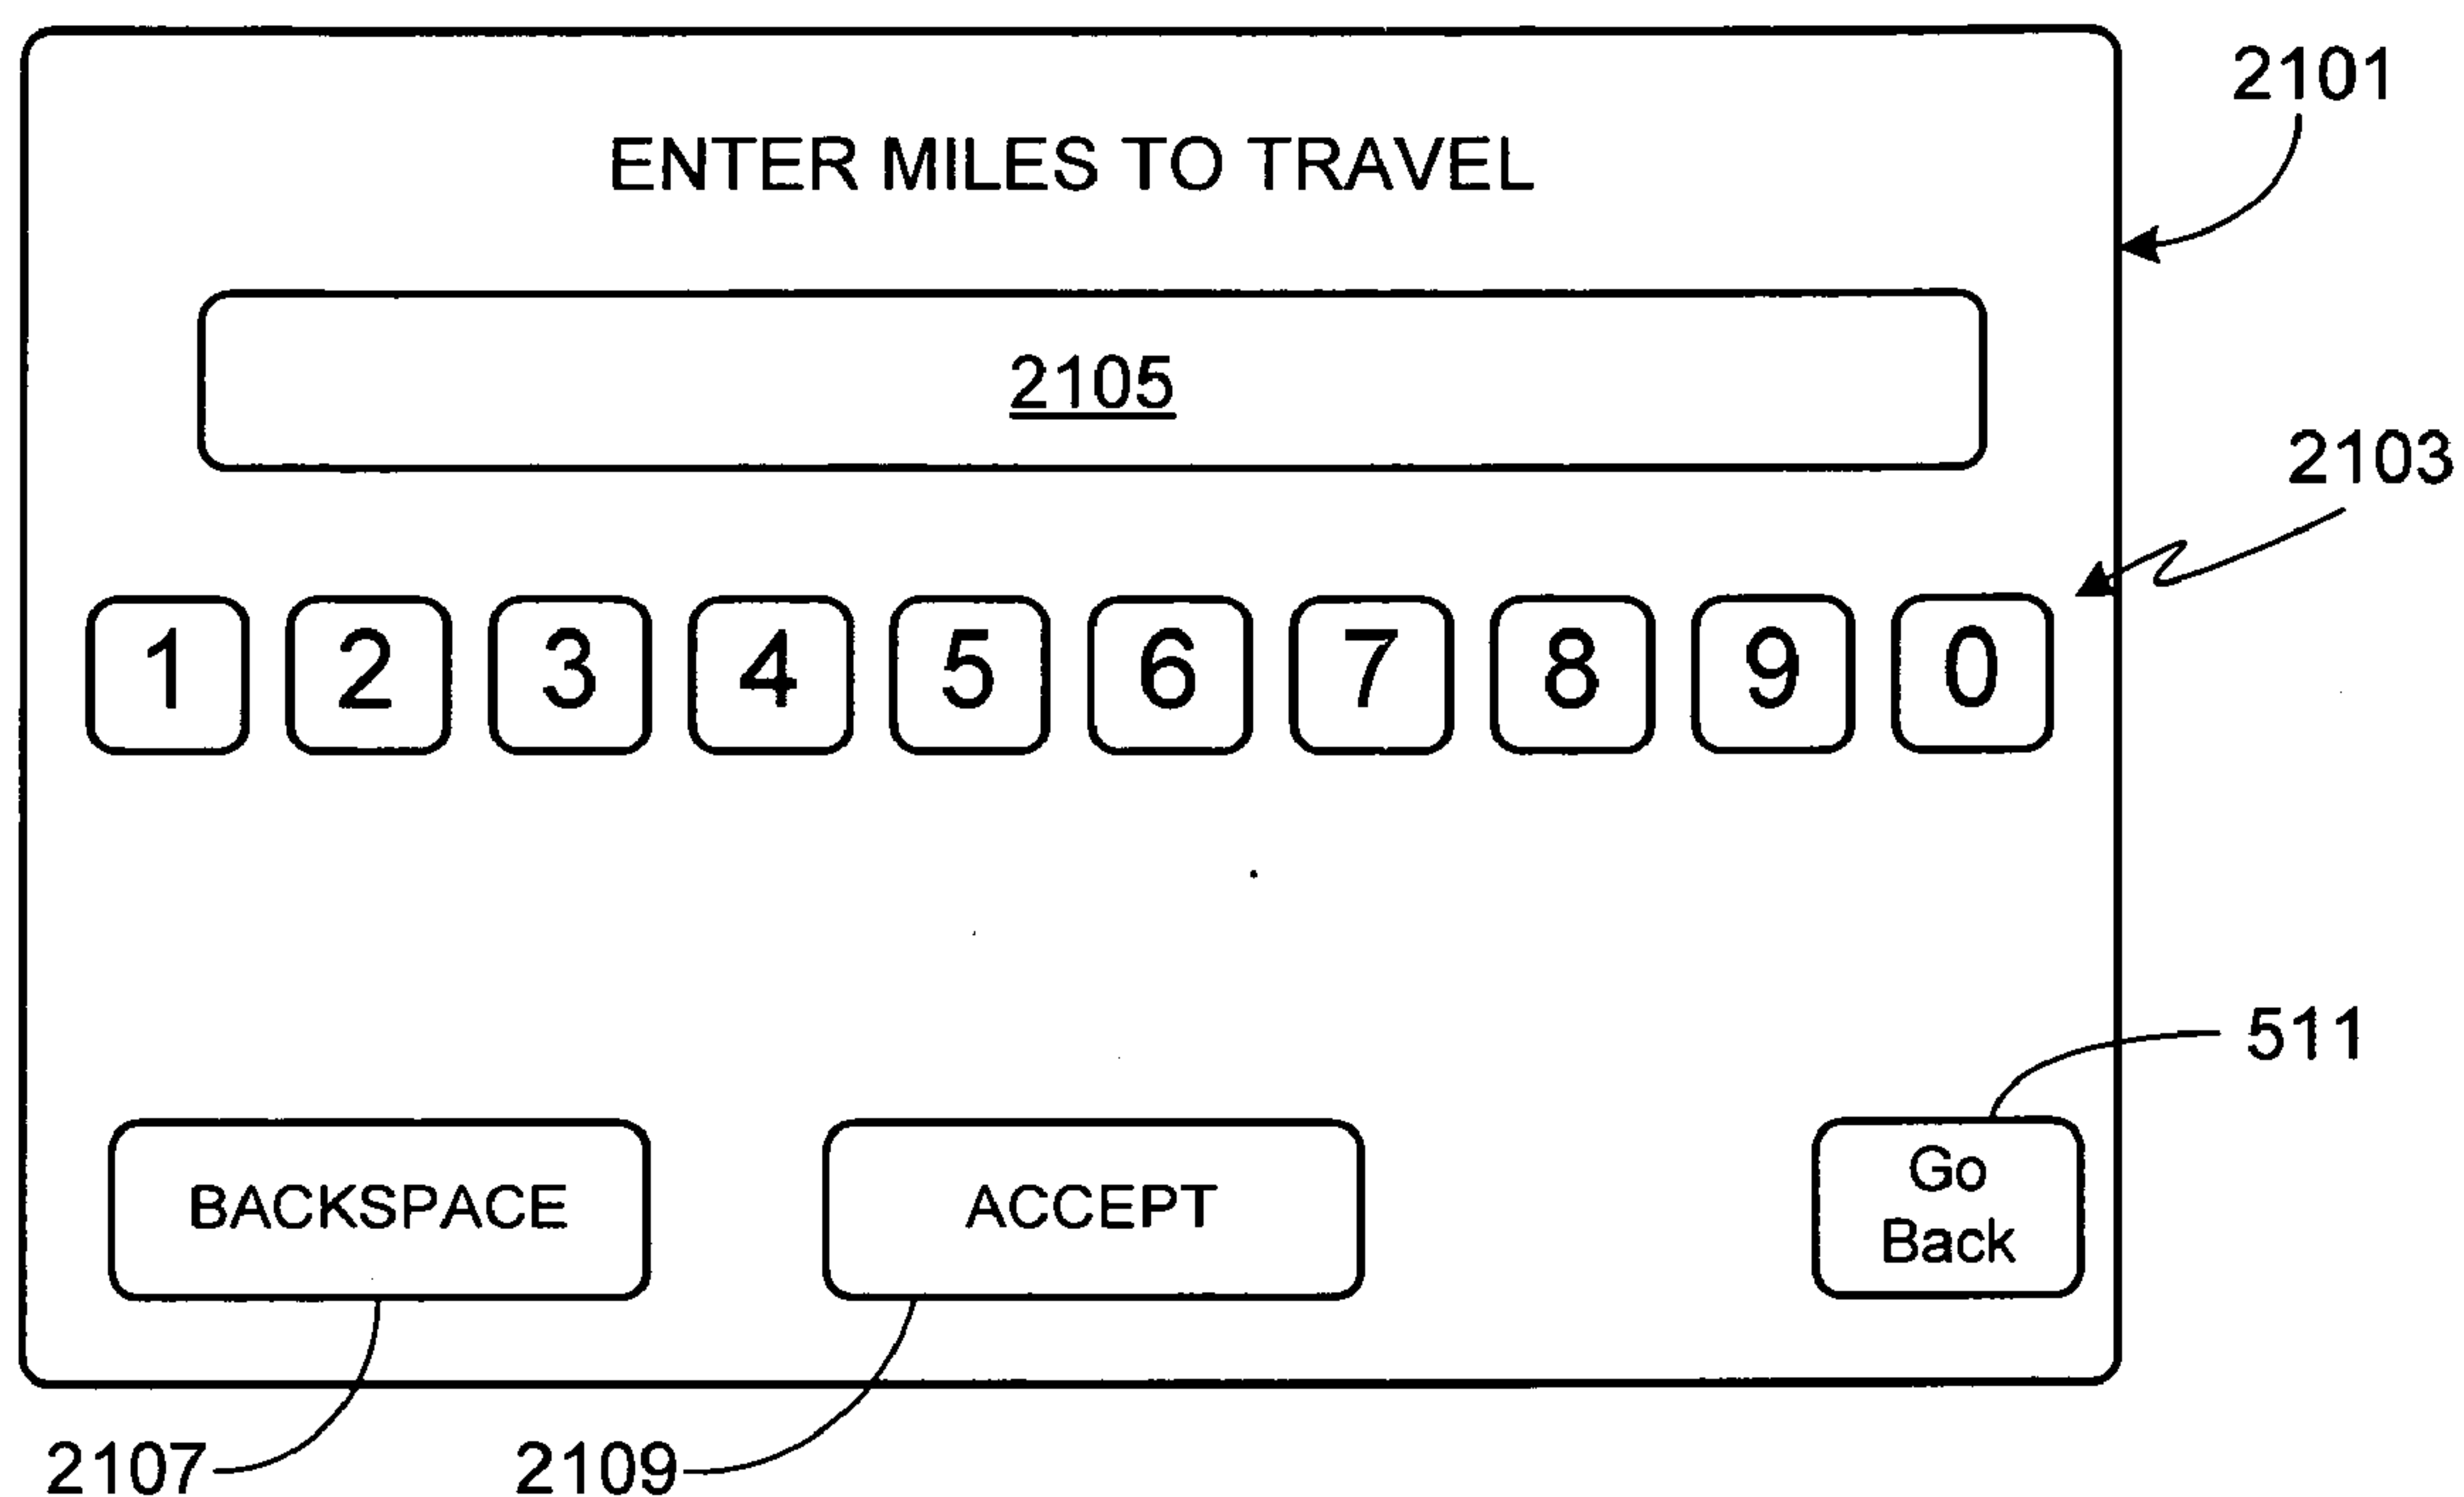 2101
ENTER MILES TO TRAVEL
2105
2103
1 2 3 4 5 6 7 8 9 0
511
BACKSPACE
ACCEPT
Go
Back
2107
2109